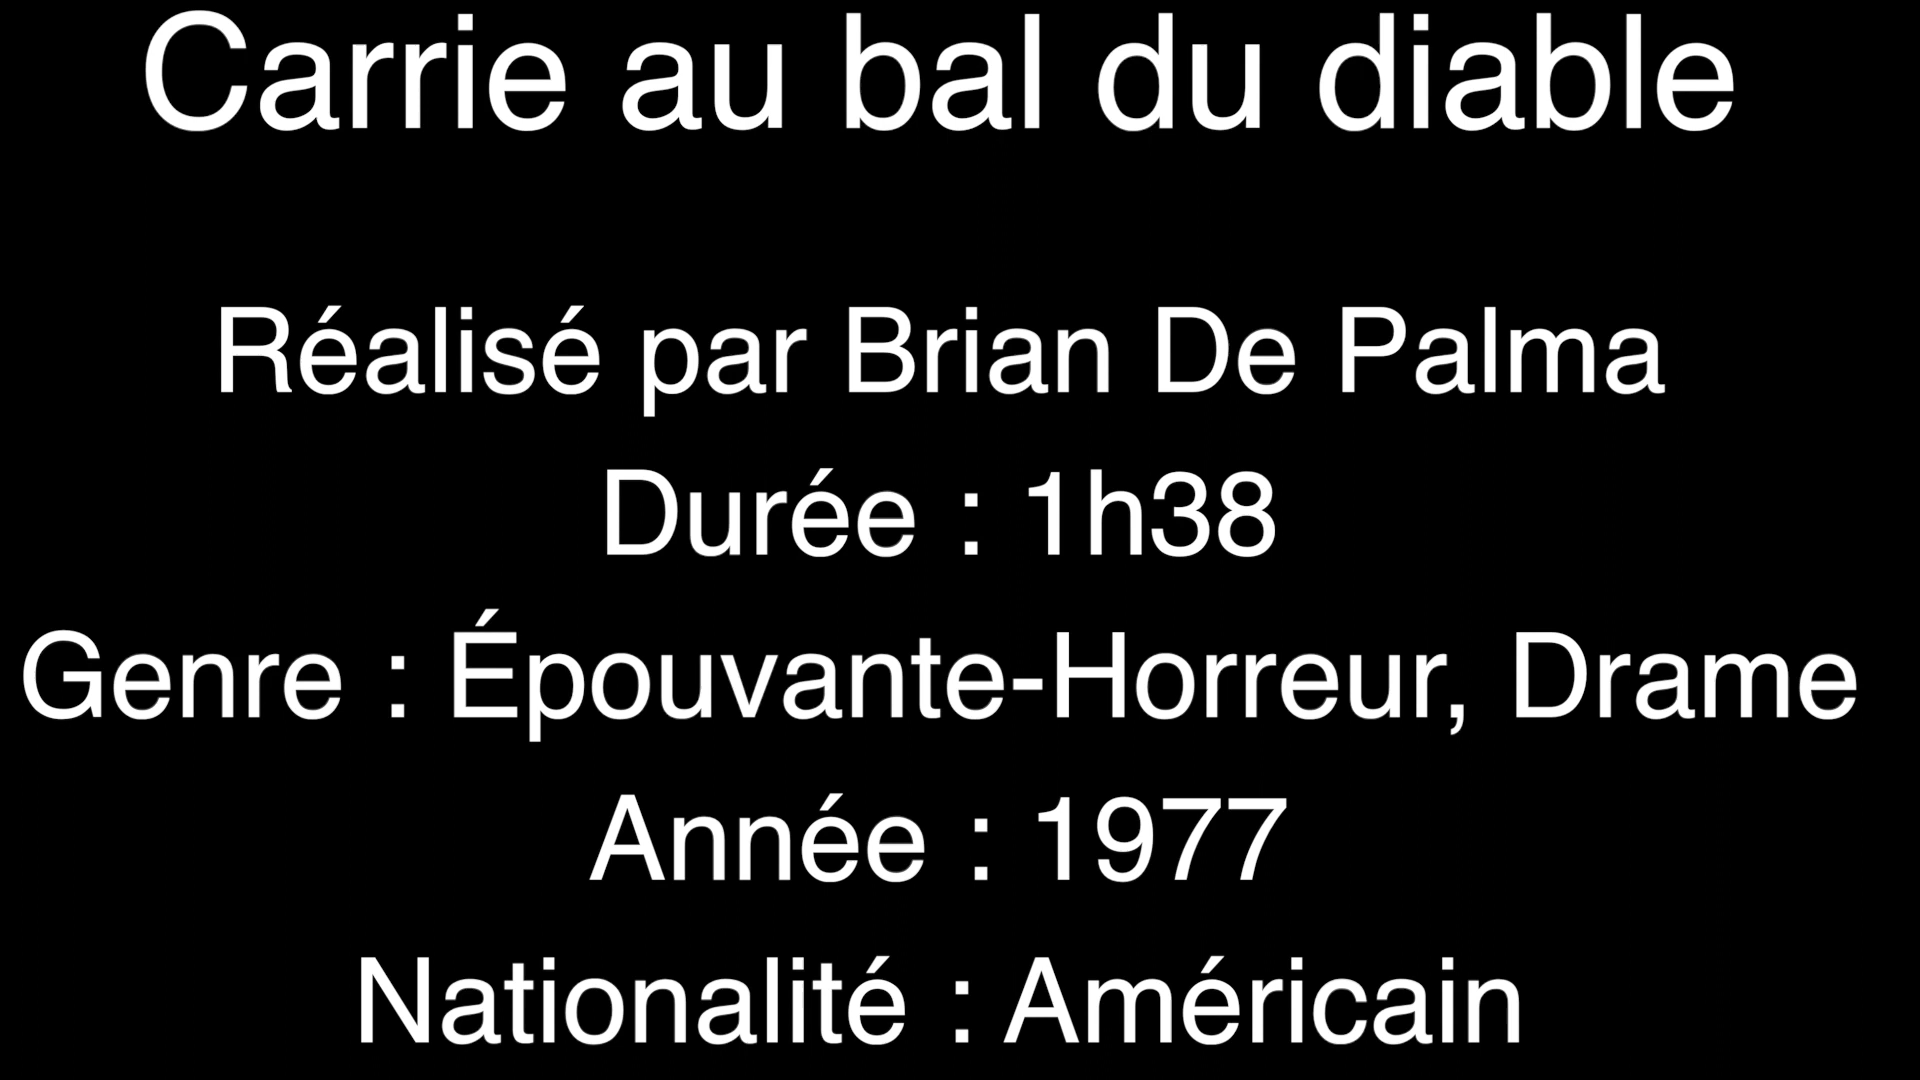 Carrie au bal du diable
Réalisé par Brian De Palma
Durée : 1h38
Genre : Épouvante-Horreur, Drame
Année : 1977
Nationalité : Américain